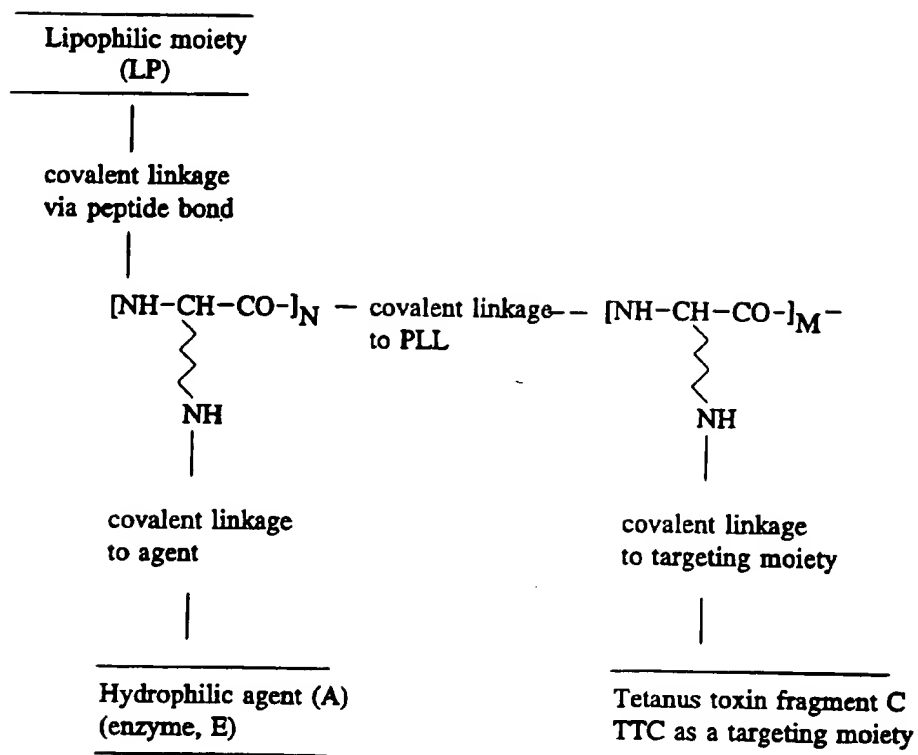 Lipophilic moiety
(LP)
covalent linkage
via peptide bond
[NH-CH-CO-]N - covalent linkage-- [NH-CH-CO-]M-
to PLL
NH
NH
covalent linkage
to agent
covalent linkage
to targeting moiety
Hydrophilic agent (A)
(enzyme, E)
Tetanus toxin fragment C
TTC as a targeting moiety